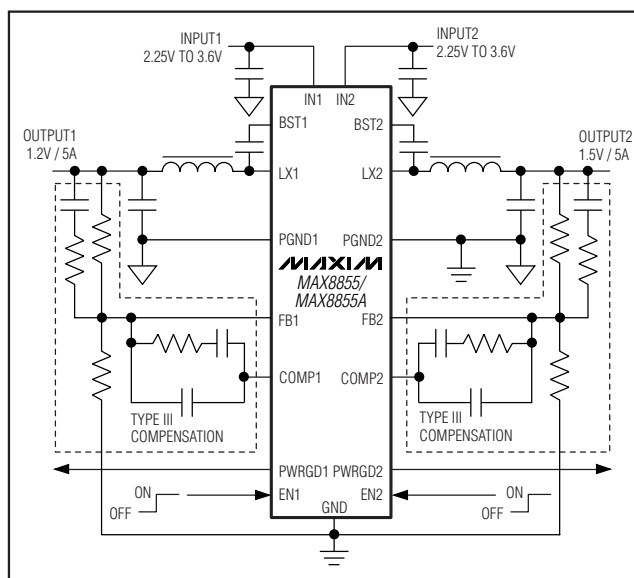 INPUT1
2.25V TO 3.6V
INPUT2
2.25V TO 3.6V
IN1
IN2
BST1
BST2
OUTPUT1
1.2V / 5A
OUTPUT2
1.5V / 5A
LX1
LX2
PGND1
PGND2
MAXIM
MAX8855/
MAX8855A
FB1
FB2
COMP1
COMP2
TYPE III
COMPENSATION
TYPE III
COMPENSATION
PWRGD1
PWRGD2
ON
OFF
EN1
EN2
ON
OFF
GND